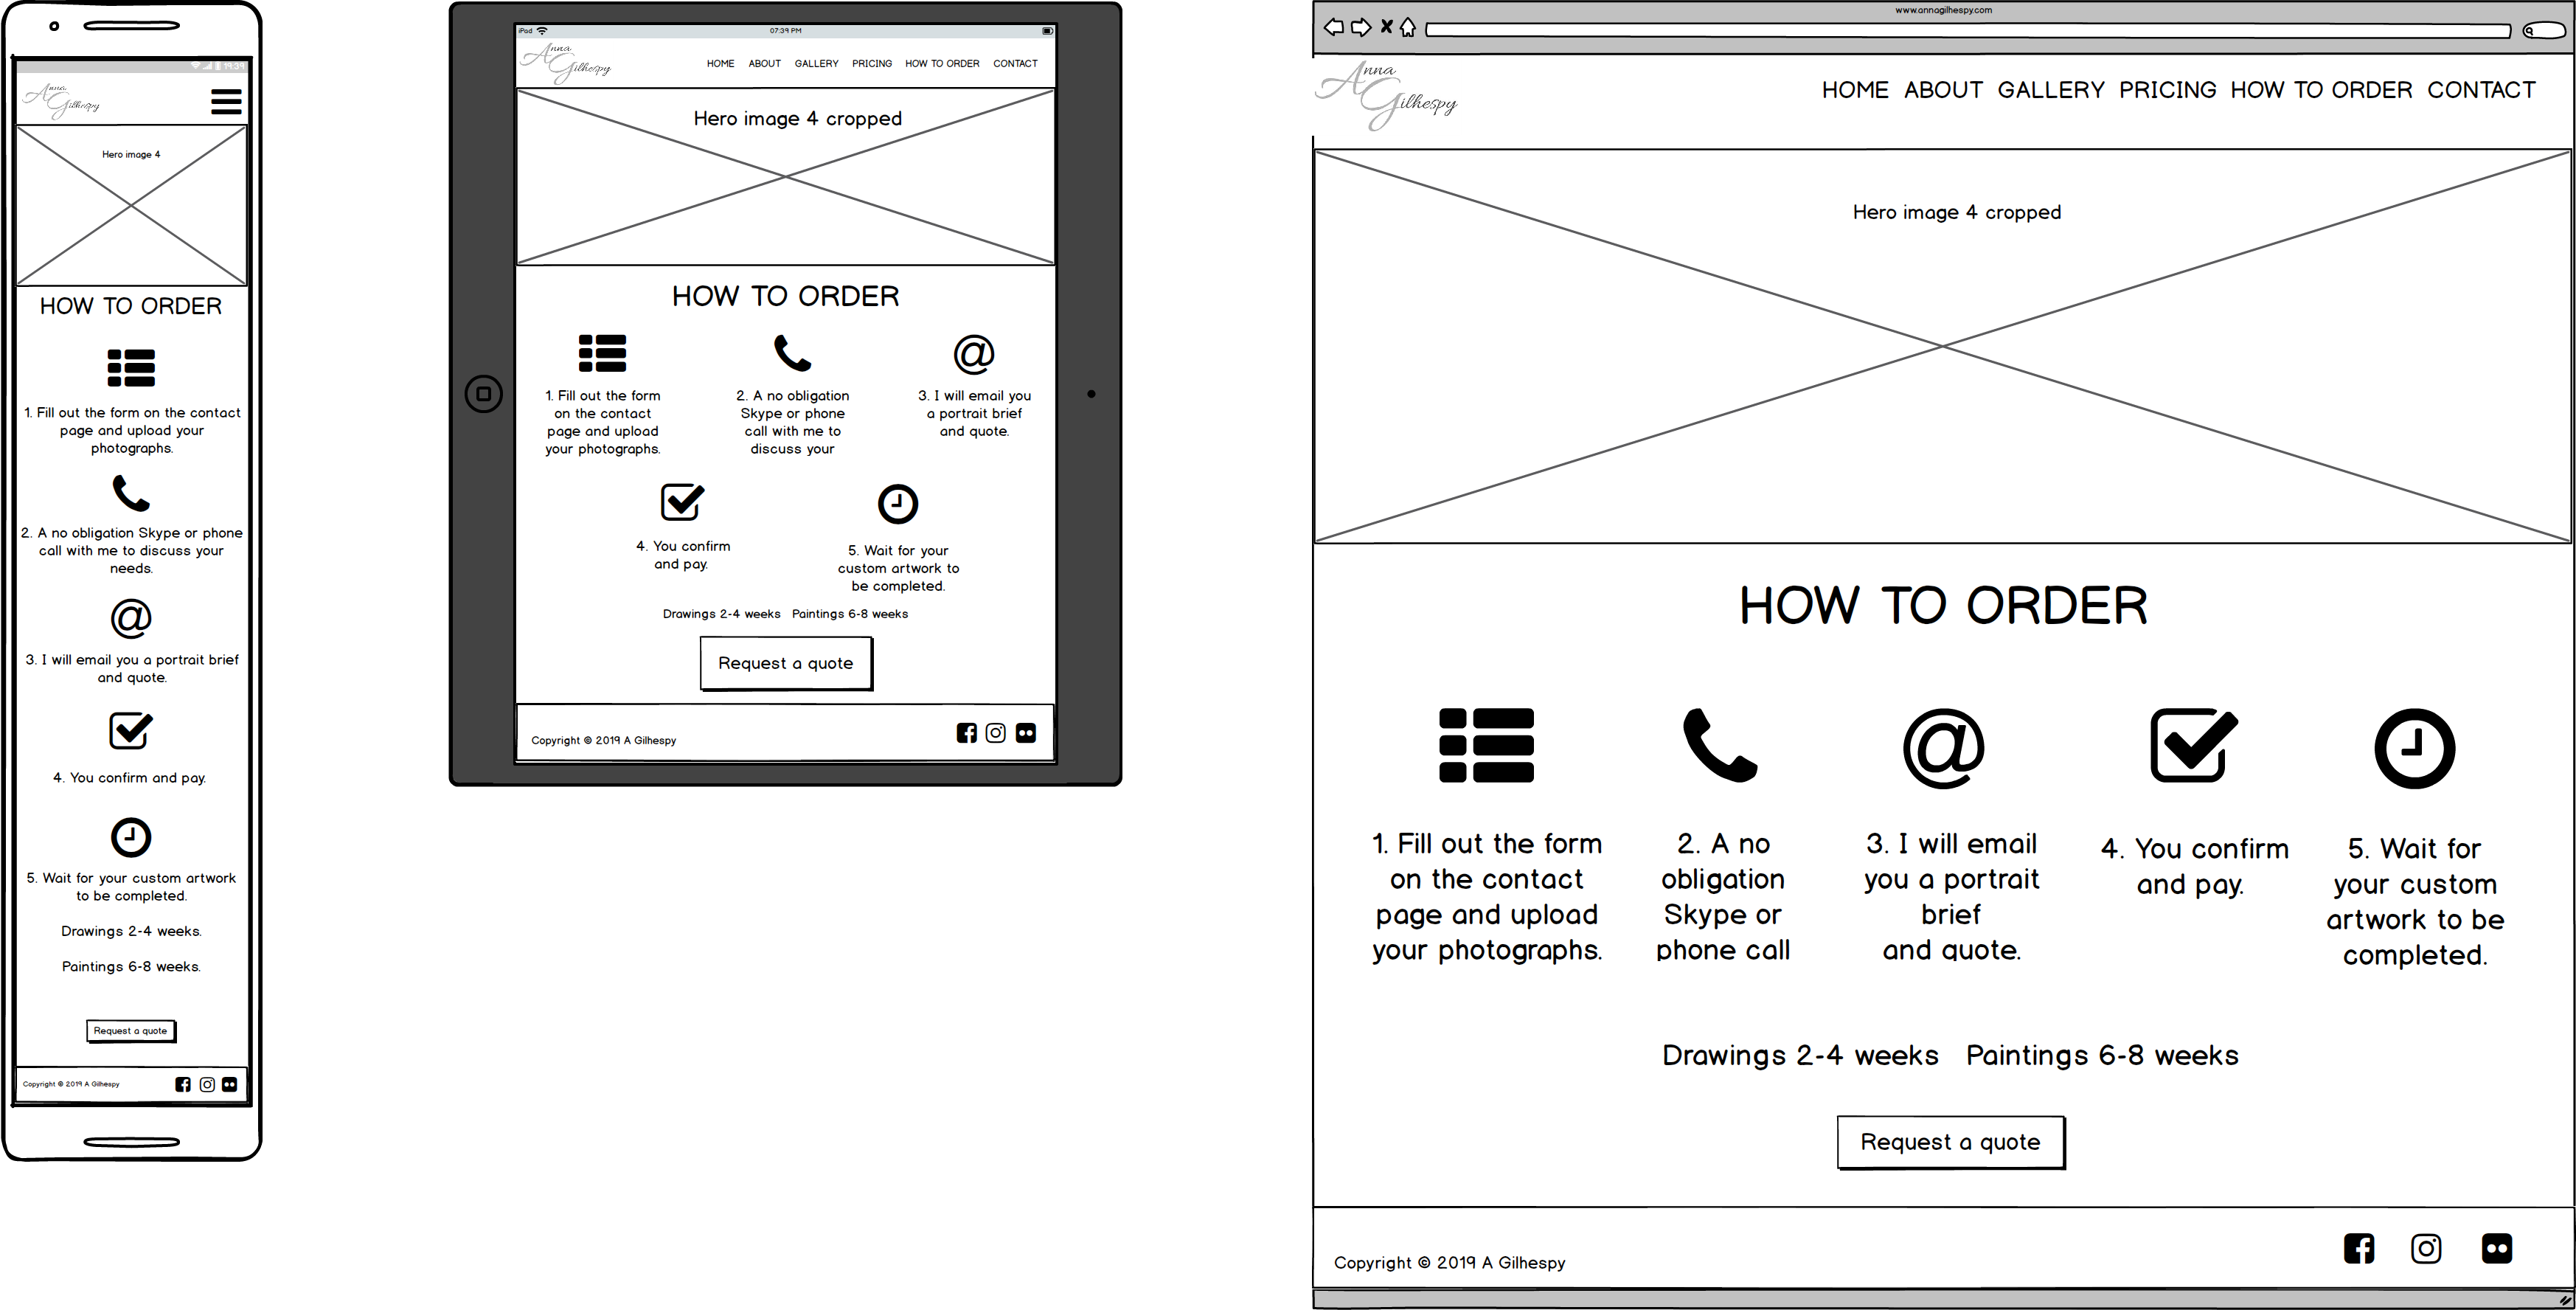 19:39
Anna
Gilhespy
Hero image 4
HOW TO ORDER
1. Fill out the form on the contact
page and upload your
photographs.
2. A no obligation Skype or phone
call with me to discuss your
needs.
@
3. I will email you a portrait brief
and quote.
4. You confirm and pay.
5. Wait for your custom artwork
to be completed.
Drawings 2-4 weeks.
Paintings 6-8 weeks.
Request a quote
Copyright © 2019 A Gilhespy
iPad 07:39 PM
Anna
Gilhespy
HOME ABOUT GALLERY PRICING HOW TO ORDER CONTACT
Hero image 4 cropped
HOW TO ORDER
@
1. Fill out the form
on the contact
page and upload
your photographs.
2. A no obligation
Skype or phone
call with me to
discuss your
3. I will email you
a portrait brief
and quote.
4. You confirm
and pay.
5. Wait for your
custom artwork to
be completed.
Drawings 2-4 weeks Paintings 6-8 weeks
Request a quote
Copyright © 2019 A Gilhespy
www.annagilhespy.com
Anna
Gilhespy
HOME ABOUT GALLERY PRICING HOW TO ORDER CONTACT
Hero image 4 cropped
HOW TO ORDER
@
1. Fill out the form
on the contact
page and upload
your photographs.
2. A no
obligation
Skype or
phone call
3. I will email
you a portrait
brief
and quote.
4. You confirm
and pay.
5. Wait for
your custom
artwork to be
completed.
Drawings 2-4 weeks Paintings 6-8 weeks
Request a quote
Copyright © 2019 A Gilhespy